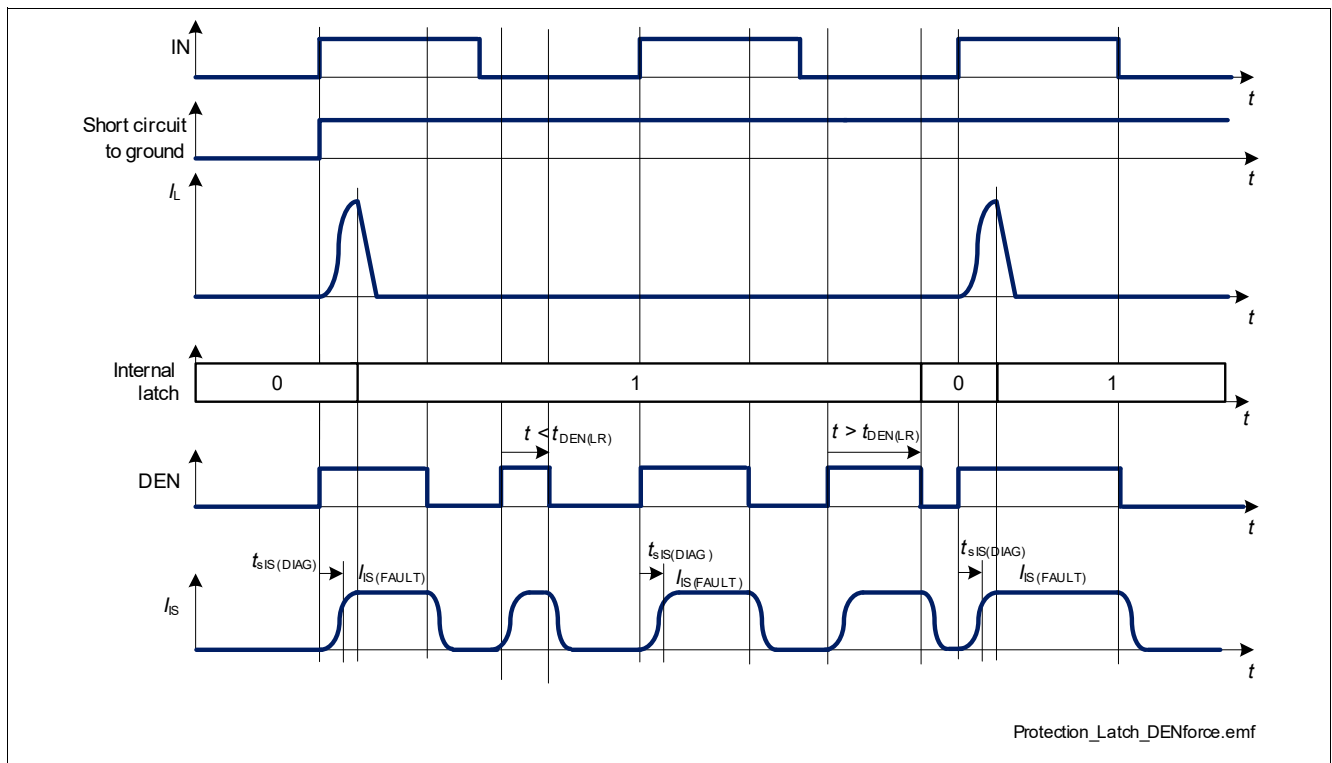 IN
t
Short circuit
to ground
t
IL
t
Internal
latch
0
1
0
1
t
t < tDEN(LR)
t > tDEN(LR)
DEN
t
tsIS(DIAG)
IIS(FAULT)
tsIS(DIAG)
IIS(FAULT)
tsIS(DIAG)
IIS(FAULT)
IIS
t
Protection_Latch_DENforce.emf